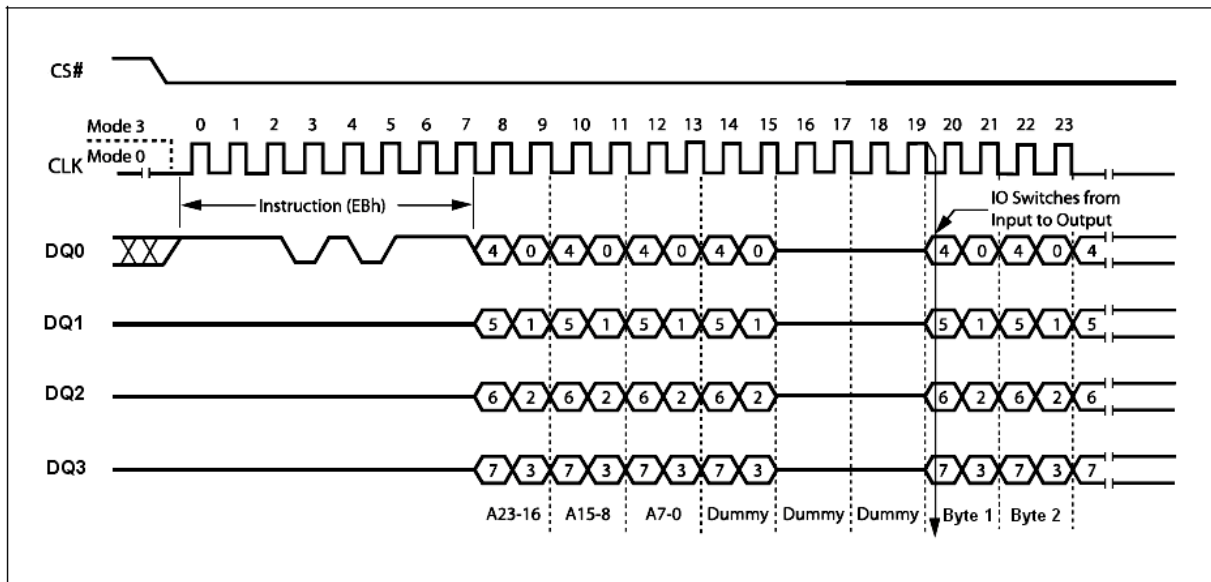 CS#
Mode 3
0 1 2 3 4 5 6 7 8 9 10 11 12 13 14 15 16 17 18 19 20 21 22 23
CLK
Mode 0
Instruction (EBh)
IO Switches from
Input to Output
DQ0
4 0 4 0 4 0 4 0 4 0 4 0 4
DQ1
5 1 5 1 5 1 5 1 5 1 5 1 5
DQ2
6 2 6 2 6 2 6 2 6 2 6 2 6
DQ3
7 3 7 3 7 3 7 3 7 3 7 3 7
A23-16 A15-8 A7-0 Dummy Dummy Dummy Byte 1 Byte 2